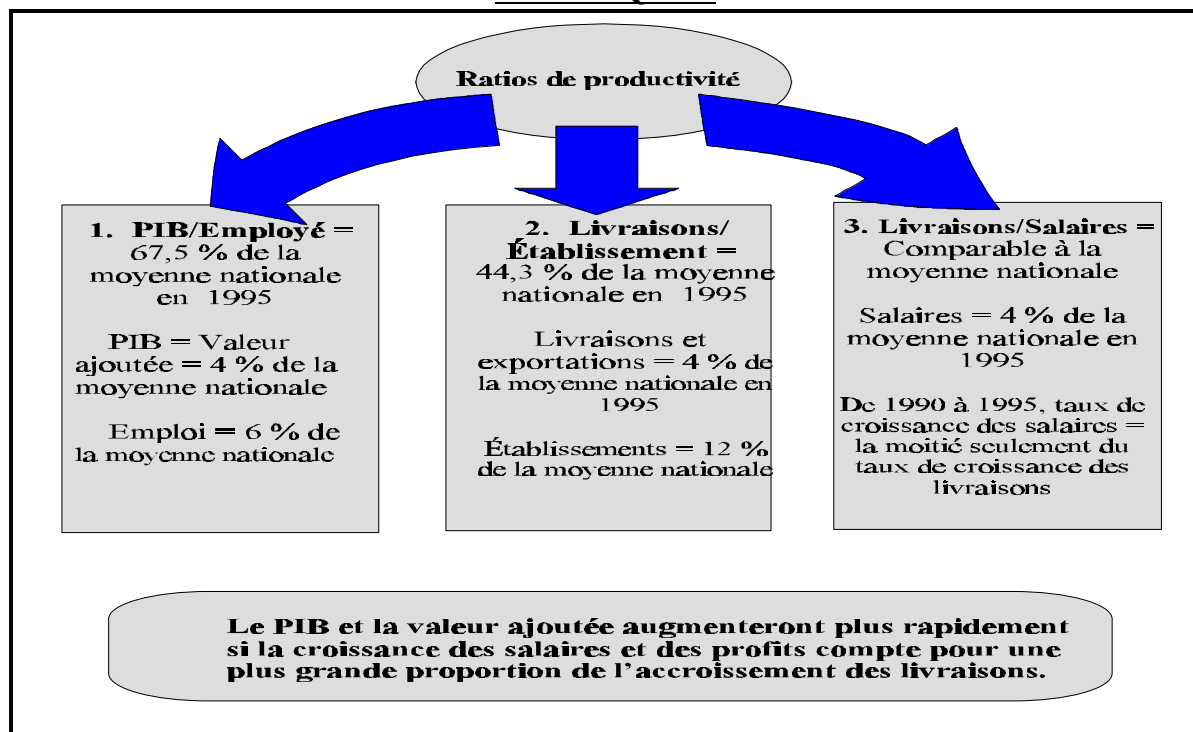 Ratios de productivité
1. PIB/Employé =
67,5 % de la
moyenne nationale
en 1995
PIB = Valeur
ajoutée = 4 % de la
moyenne nationale
Emploi = 6 % de
la moyenne nationale
2. Livraisons/
Établissement =
44,3 % de la moyenne
nationale en 1995
Livraisons et
exportations = 4 % de
la moyenne nationale en
1995
Établissements = 12 %
de la moyenne nationale
3. Livraisons/Salaires =
Comparable à la
moyenne nationale
Salaires = 4 % de la
moyenne nationale en
1995
De 1990 à 1995, taux de
croissance des salaires =
la moitié seulement du
taux de croissance des
livraisons
Le PIB et la valeur ajoutée augmenteront plus rapidement
si la croissance des salaires et des profits compte pour une
plus grande proportion de l'accroissement des livraisons.